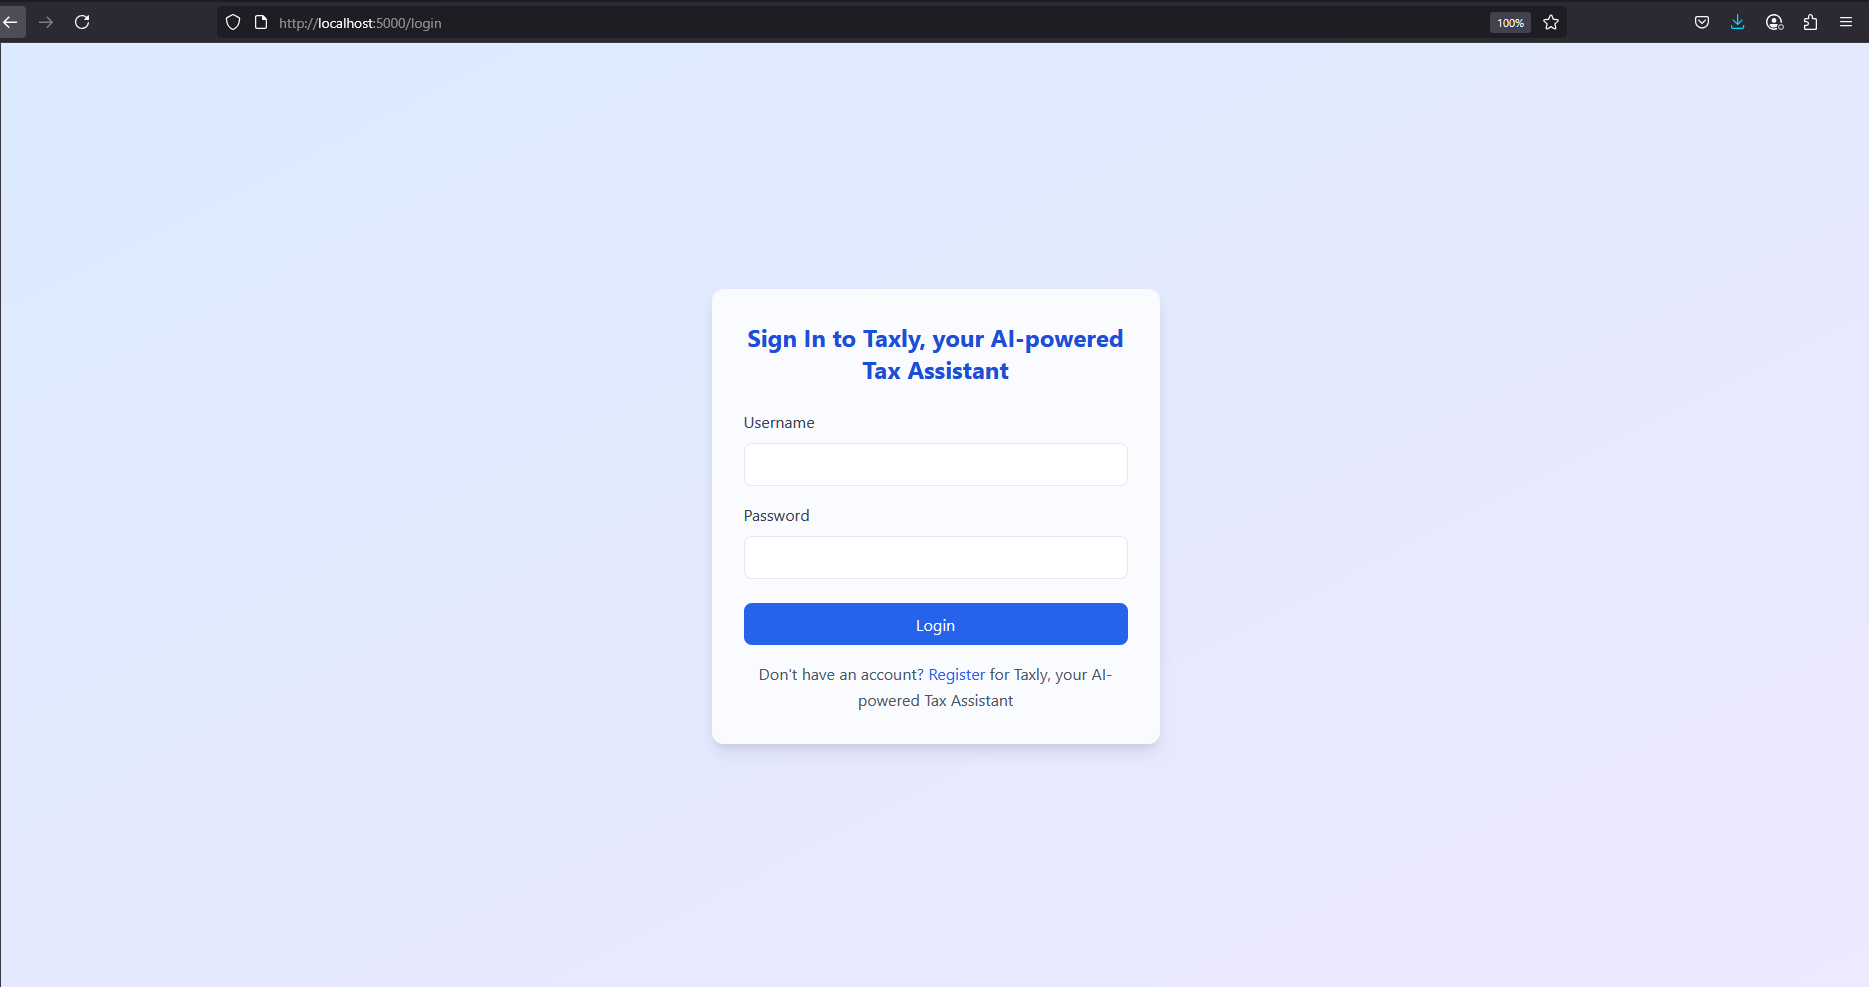 http://localhost:5000/login
100%
Sign In to Taxly, your AI-powered
Tax Assistant
Username
Password
Login
Don't have an account? Register for Taxly, your AI-
powered Tax Assistant